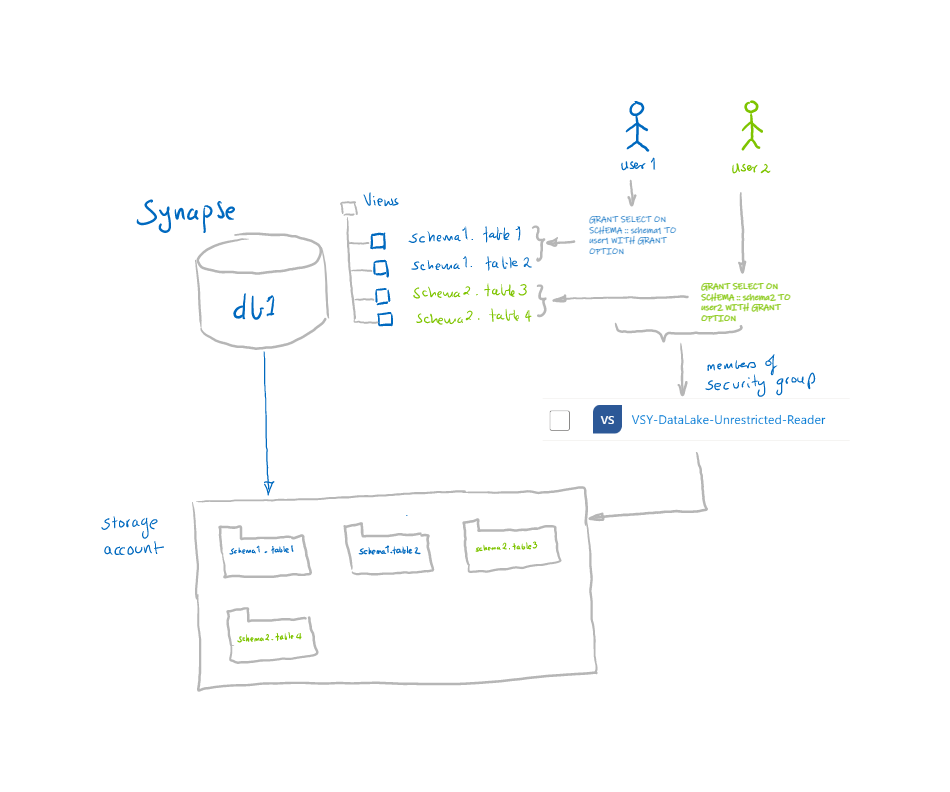 user 1
user 2
Synapse
Views
GRANT SELECT ON
SCHEMA :: schema1 TO
user1 WITH GRANT
OPTION
schema1. table 1
schema1. table 2
schema2. table 3
schema2. table 4
db1
GRANT SELECT ON
SCHEMA :: schema2 TO
user2 WITH GRANT
OPTION
members of
security group
VS VSY-DataLake-Unrestricted-Reader
storage
account
schema1. table1
schema1.table2
schema2.table3
schema2.table4